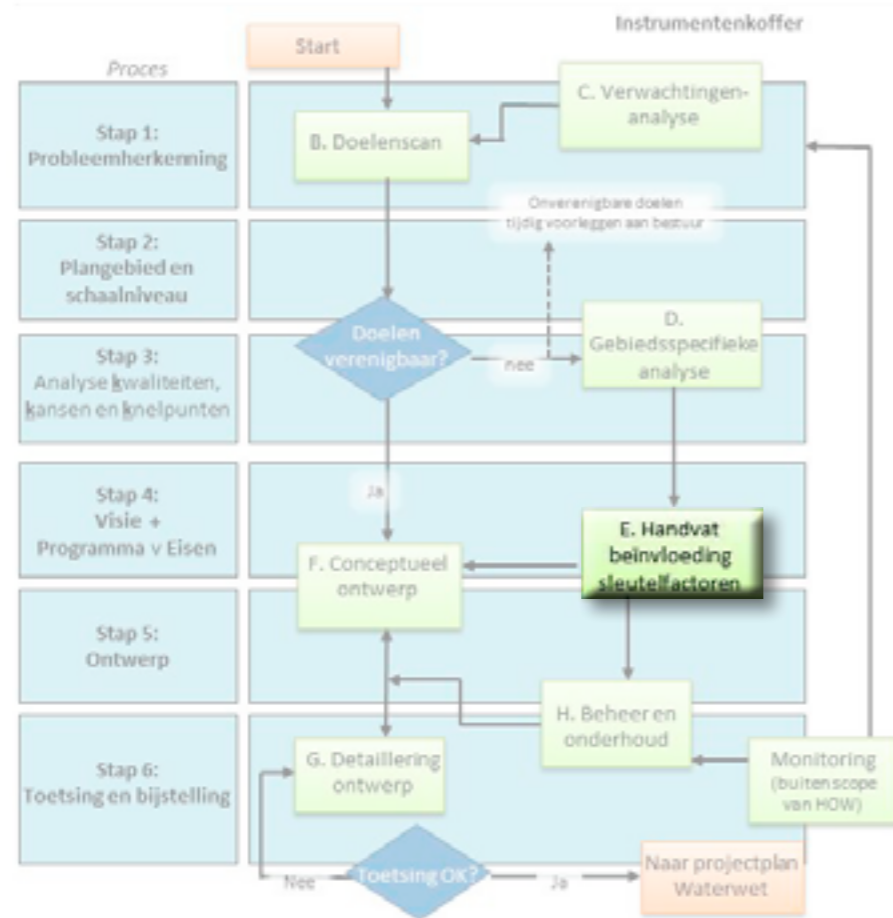 Instrumentenkoffer
Start
Proces
C. Verwachtingen-
analyse
Stap 1:
Probleemherkenning
B. Doelenscan
Onverenigbare doelen
tijdig voorleggen aan bestuur
Stap 2:
Plangebied en
schaalniveau
Doelen
verenigbaar?
nee
D.
Gebiedsspecifieke
analyse
Stap 3:
Analyse kwaliteiten,
kansen en knelpunten
Ja
Stap 4:
Visie +
Programma v Eisen
E. Handvat
beïnvloeding
sleutelfactoren
F. Conceptueel
ontwerp
Stap 5:
Ontwerp
H. Beheer en
onderhoud
Stap 6:
Toetsing en bijstelling
G. Detaillering
ontwerp
Monitoring
(buiten scope
van HOW)
Nee
Toetsing OK?
Ja
Naar projectplan
Waterwet